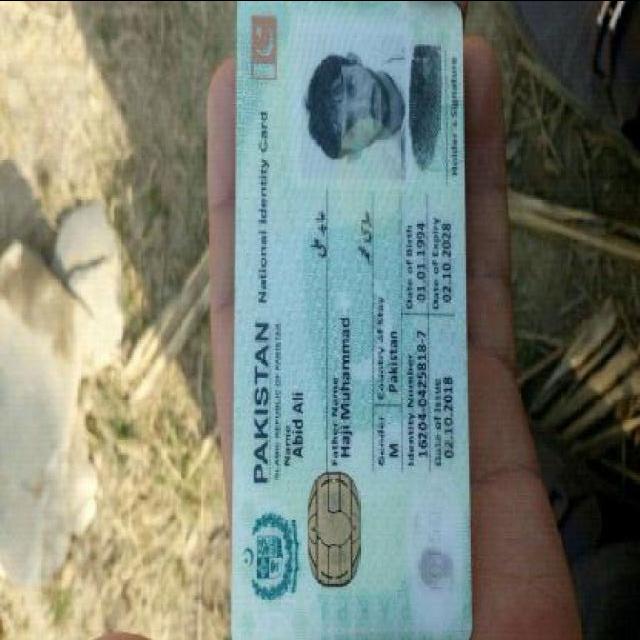 PAKISTAN National Identity Card
ISLAMIC REPUBLIC OF PAKISTAN
Name
Abid Ali
عابد علی
Father Name
Haji Muhammad
Gender Country of Stay
M Pakistan
Identity Number Date of Birth
16204-0425818-7 01.01.1994
Date of Issue Date of Expiry
02.10.2018 02.10.2028
Holder's Signature